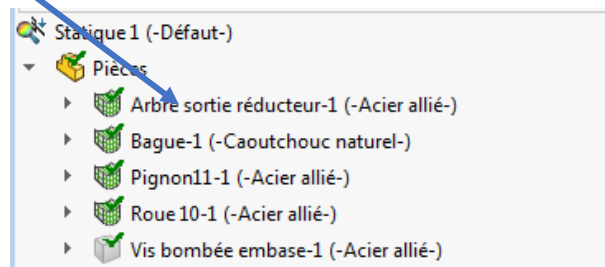 Statique 1 (-Défaut-)
Pièces
Arbre sortie réducteur-1 (-Acier allié-)
Bague-1 (-Caoutchouc naturel-)
Pignon11-1 (-Acier allié-)
Roue 10-1 (-Acier allié-)
Vis bombée embase-1 (-Acier allié-)